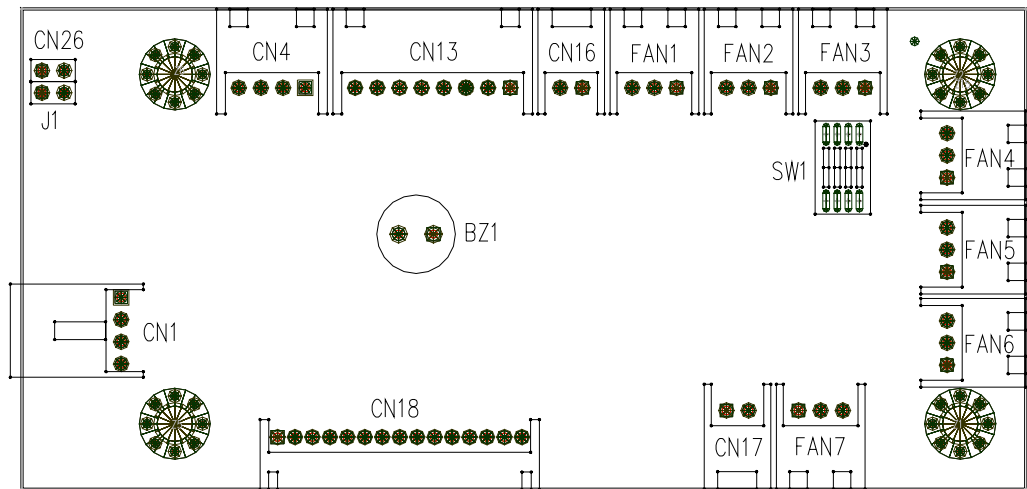 CN26
CN4
CN13
CN16
FAN1
FAN2
FAN3
J1
FAN4
SW1
BZ1
FAN5
CN1
FAN6
CN18
CN17
FAN7